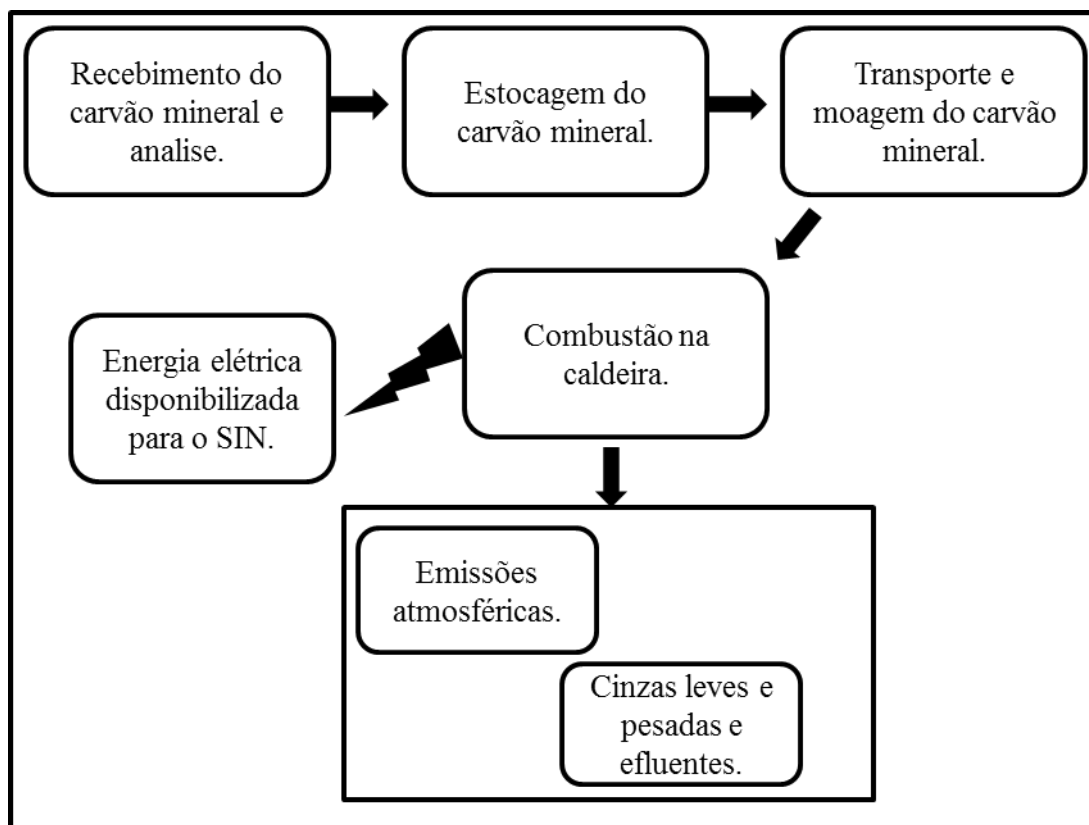 Recebimento do
carvão mineral e
analise.
Estocagem do
carvão mineral.
Transporte e
moagem do carvão
mineral.
Combustão na
caldeira.
Energia elétrica
disponibilizada
para o SIN.
Emissões
atmosféricas.
Cinzas leves e
pesadas e
efluentes.